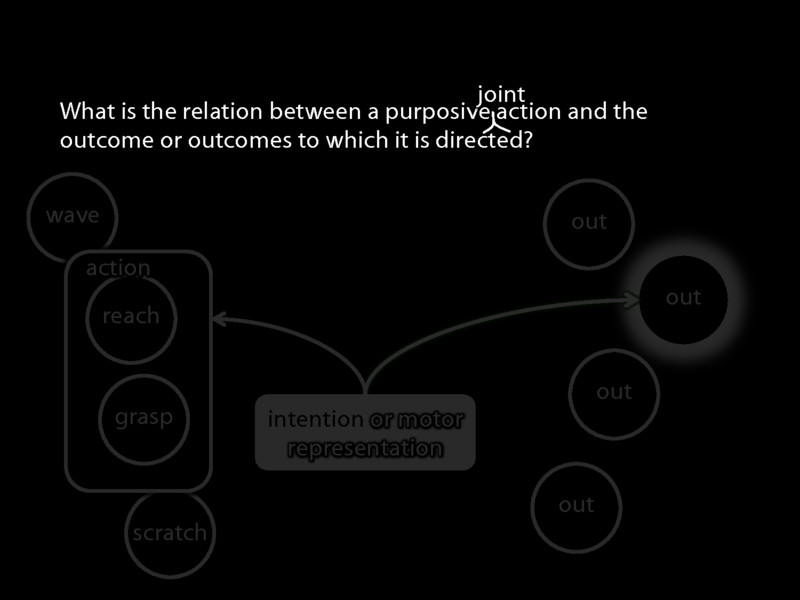 joint
What is the relation between a purposive action and the
outcome or outcomes to which it is directed?
wave
out
action
out
reach
out
grasp
intention or motor
representation
out
scratch